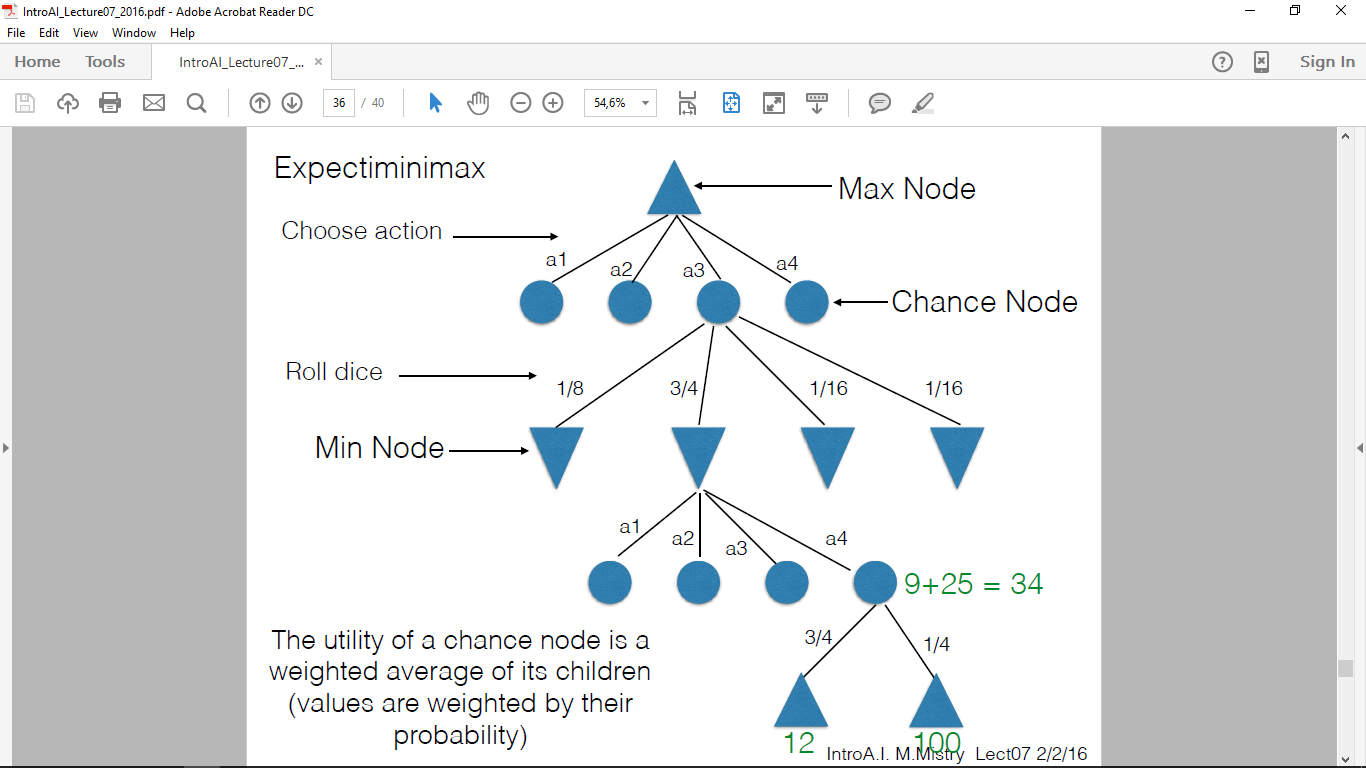 IntroAI_Lecture07_2016.pdf - Adobe Acrobat Reader DC
File Edit View Window Help
Home Tools IntroAI_Lecture07_... × ? Sign In
36 / 40 54,6%
Expectiminimax
Max Node
Choose action
a1 a2 a3 a4
Chance Node
Roll dice
1/8 3/4 1/16 1/16
Min Node
a1 a2 a3 a4
9+25 = 34
3/4 1/4
The utility of a chance node is a
weighted average of its children
(values are weighted by their
probability)
12 100
IntroA.I. M.Mistry Lect07 2/2/16